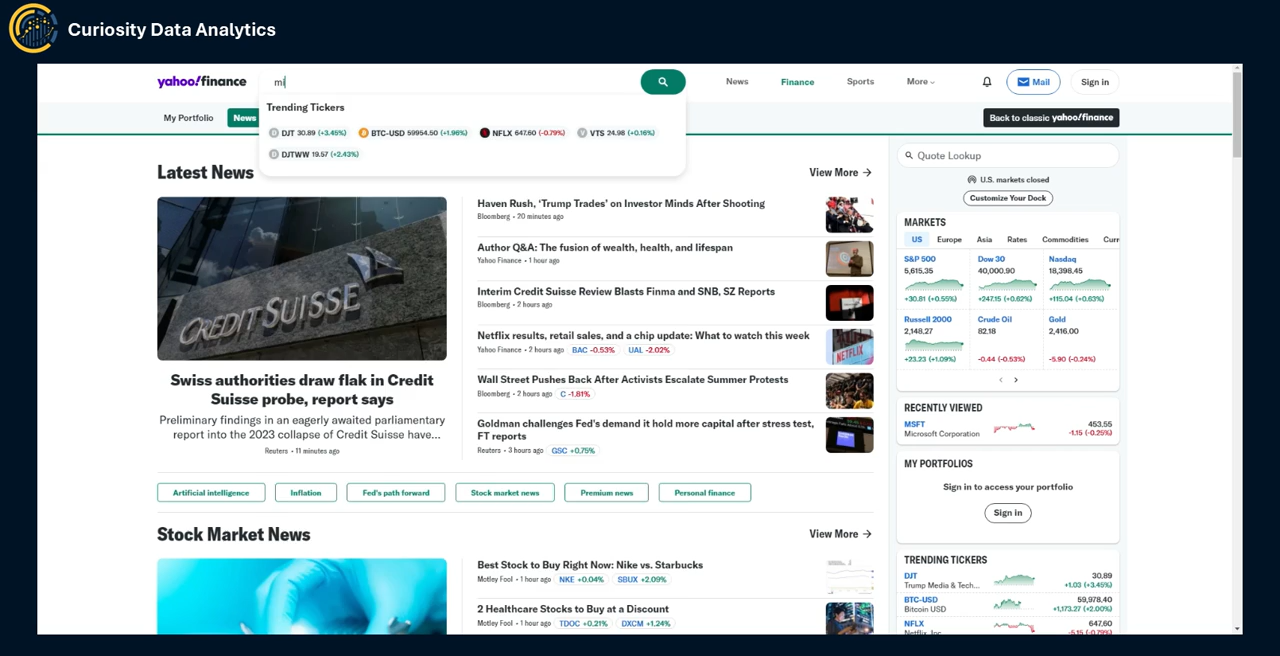 Curiosity Data Analytics
yahoo!finance
mi
News
Finance
Sports
More
Mail
Sign in
My Portfolio
News
Back to classic yahoo!finance
Trending Tickers
DJT 30.89 (+3.45%)
BTC-USD 59954.50 (+1.96%)
NFLX 647.60 (-0.79%)
VTS 24.98 (+0.16%)
DJTWW 19.57 (+2.43%)
Latest News
View More
CREDIT SUISSE
Swiss authorities draw flak in Credit
Suisse probe, report says
Preliminary findings in an eagerly awaited parliamentary
report into the 2023 collapse of Credit Suisse have...
Reuters • 11 minutes ago
Haven Rush, ‘Trump Trades’ on Investor Minds After Shooting
Bloomberg • 20 minutes ago
Author Q&A: The fusion of wealth, health, and lifespan
Yahoo Finance • 1 hour ago
Interim Credit Suisse Review Blasts Finma and SNB, SZ Reports
Bloomberg • 2 hours ago
Netflix results, retail sales, and a chip update: What to watch this week
Yahoo Finance • 2 hours ago BAC -0.53% UAL -2.02%
NETFLIX
Wall Street Pushes Back After Activists Escalate Summer Protests
Bloomberg • 2 hours ago C -1.81%
Goldman challenges Fed's demand it hold more capital after stress test,
FT reports
Reuters • 3 hours ago GSC +0.75%
Artificial intelligence
Inflation
Fed's path forward
Stock market news
Premium news
Personal finance
Stock Market News
View More
Best Stock to Buy Right Now: Nike vs. Starbucks
Motley Fool • 1 hour ago NKE +0.04% SBUX +2.09%
2 Healthcare Stocks to Buy at a Discount
Motley Fool • 1 hour ago TDOC +0.21% DXCM +1.24%
Quote Lookup
U.S. markets closed
Customize Your Dock
MARKETS
US Europe Asia Rates Commodities Curr
S&P 500 Dow 30 Nasdaq
5,615.35 40,000.90 18,398.45
+30.81 (+0.55%) +247.15 (+0.62%) +115.04 (+0.63%)
Russell 2000 Crude Oil Gold
2,148.27 82.18 2,416.00
+23.23 (+1.09%) -0.44 (-0.53%) -5.90 (-0.24%)
RECENTLY VIEWED
MSFT 453.55
Microsoft Corporation -1.15 (-0.25%)
MY PORTFOLIOS
Sign in to access your portfolio
Sign in
TRENDING TICKERS
DJT 30.89
Trump Media & Tech... +1.03 (+3.45%)
BTC-USD 59,978.40
Bitcoin USD +1,173.27 (+2.00%)
NFLX 647.60
Netflix, Inc. -5.15 (-0.79%)